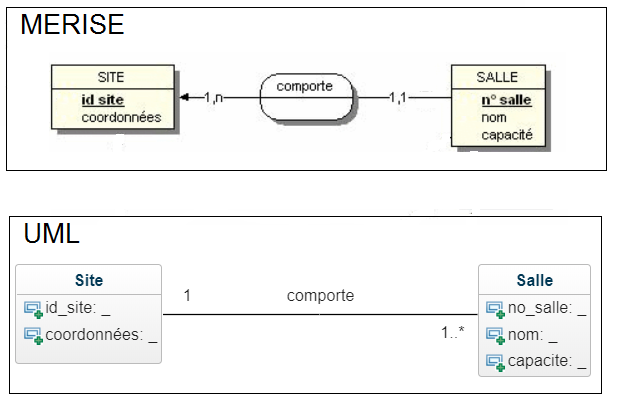 MERISE
SITE
id site
coordonnées
1,n
comporte
1,1
SALLE
n° salle
nom
capacité
UML
Site
id_site: _
coordonnées: _
1
comporte
1..*
Salle
no_salle: _
nom: _
capacite: _